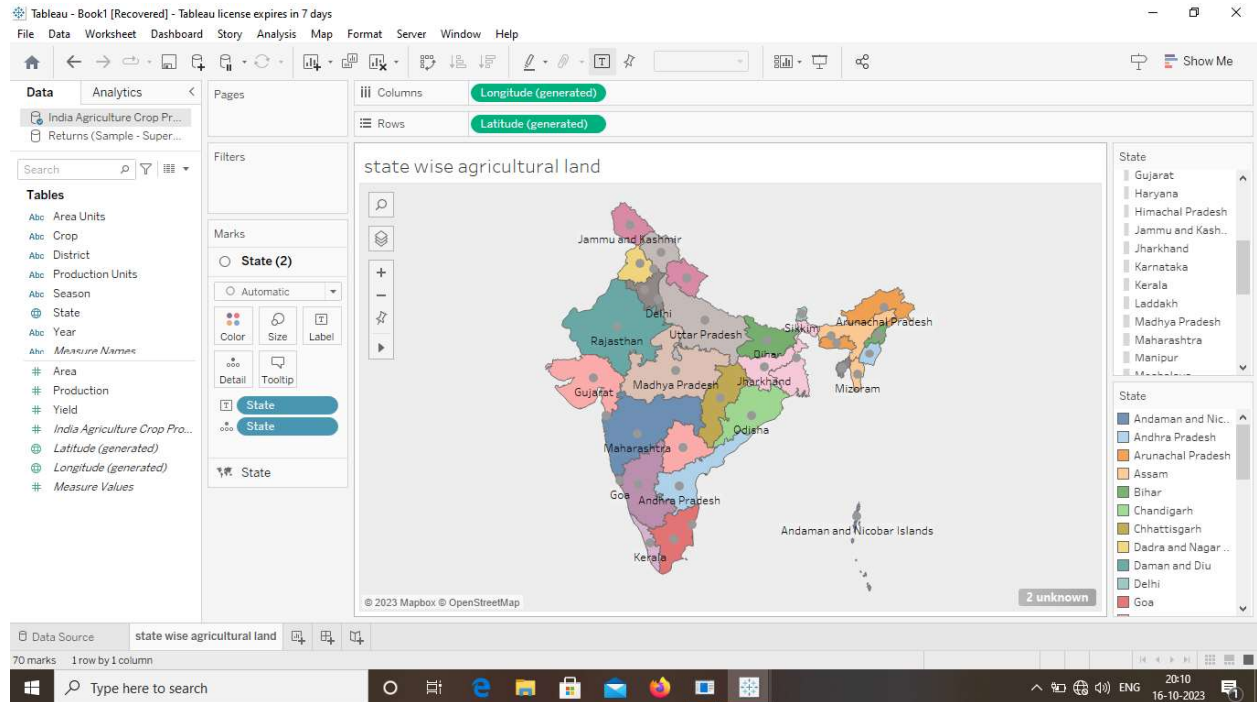 Tableau - Book1 [Recovered] - Tableau license expires in 7 days
File Data Worksheet Dashboard Story Analysis Map Format Server Window Help
Show Me
Data Analytics
India Agriculture Crop Pr...
Returns (Sample - Super...
Search
Tables
Abc Area Units
Abc Crop
Abc District
Abc Production Units
Abc Season
State
Abc Year
Abc Measure Names
# Area
# Production
# Yield
# India Agriculture Crop Pro...
Latitude (generated)
Longitude (generated)
# Measure Values
Pages
Filters
Marks
State (2)
Automatic
Color Size Label
Detail Tooltip
State
State
State
Columns Longitude (generated)
Rows Latitude (generated)
state wise agricultural land
Jammu and Kashmir
Delhi
Rajasthan
Uttar Pradesh
Sikkim
Arunachal Pradesh
Bihar
Gujarat
Madhya Pradesh
Jharkhand
Mizoram
Odisha
Maharashtra
Goa
Andhra Pradesh
Andaman and Nicobar Islands
Kerala
© 2023 Mapbox © OpenStreetMap
2 unknown
State
Gujarat
Haryana
Himachal Pradesh
Jammu and Kash..
Jharkhand
Karnataka
Kerala
Laddakh
Madhya Pradesh
Maharashtra
Manipur
State
Andaman and Nic..
Andhra Pradesh
Arunachal Pradesh
Assam
Bihar
Chandigarh
Chhattisgarh
Dadra and Nagar ..
Daman and Diu
Delhi
Goa
Data Source state wise agricultural land
70 marks 1 row by 1 column
Type here to search
ENG
20:10
16-10-2023